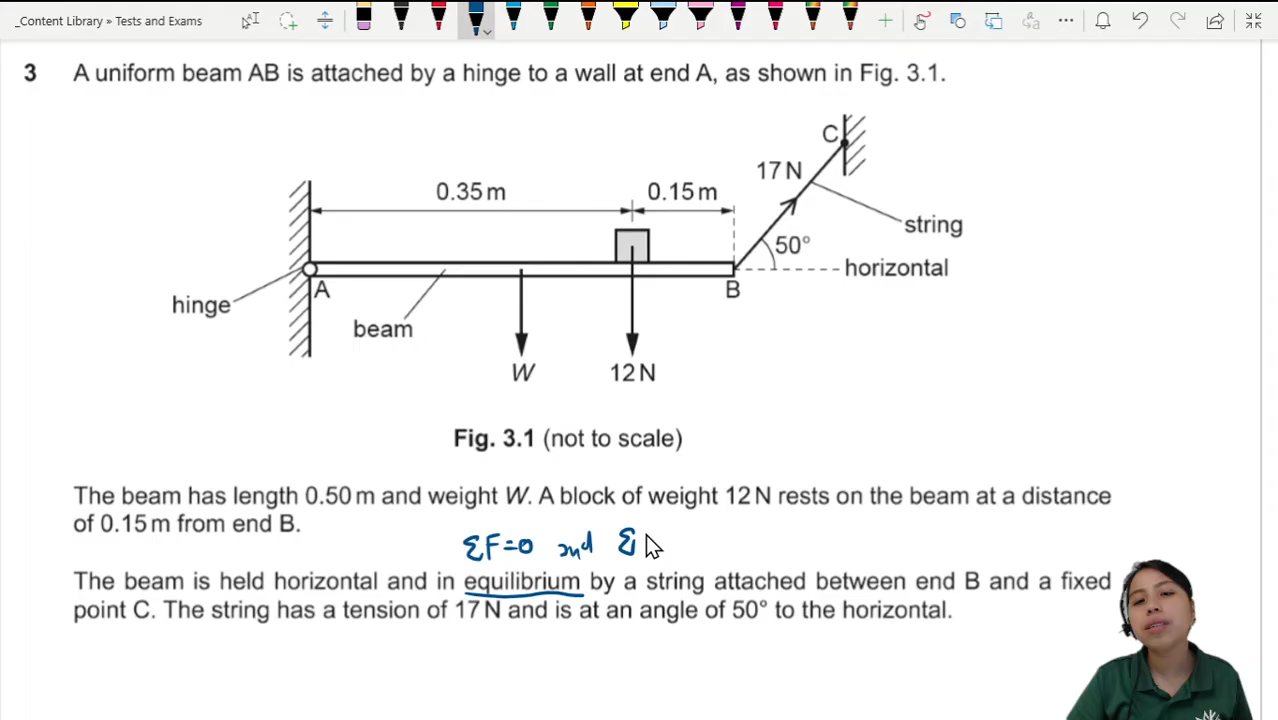 _Content Library » Tests and Exams
3 A uniform beam AB is attached by a hinge to a wall at end A, as shown in Fig. 3.1.
C
17 N
0.35 m
0.15 m
string
50°
horizontal
A
B
hinge
beam
W
12 N
Fig. 3.1 (not to scale)
The beam has length 0.50 m and weight W. A block of weight 12 N rests on the beam at a distance
of 0.15 m from end B.
ΣF=0 and Σ
The beam is held horizontal and in equilibrium by a string attached between end B and a fixed
point C. The string has a tension of 17 N and is at an angle of 50° to the horizontal.